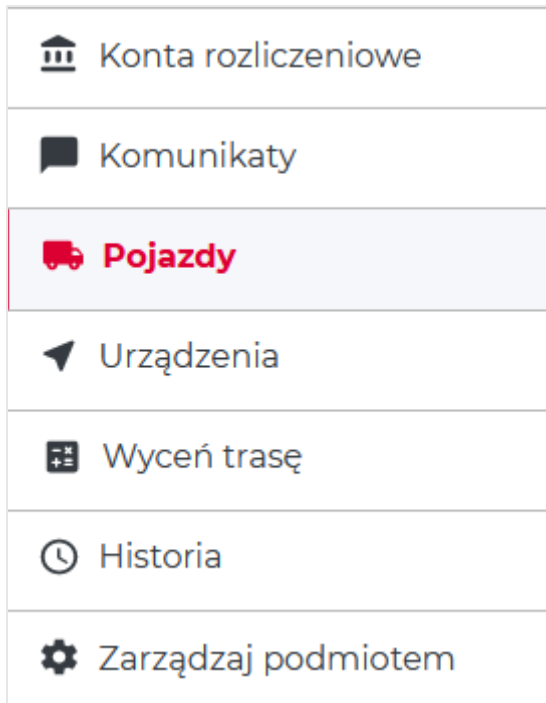 Konta rozliczeniowe
Komunikaty
Pojazdy
Urządzenia
Wyceń trasę
Historia
Zarządzaj podmiotem